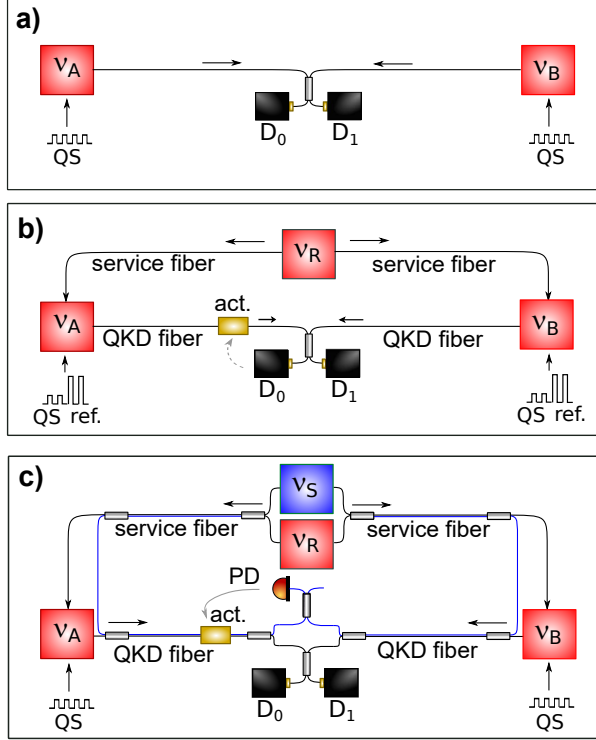 a)
νA νB
D0 D1
QS QS
b)
νR
service fiber service fiber
act.
νA νB
QKD fiber QKD fiber
D0 D1
QS ref. QS ref.
c)
νS
service fiber service fiber
νR
PD
act.
νA νB
QKD fiber QKD fiber
D0 D1
QS QS